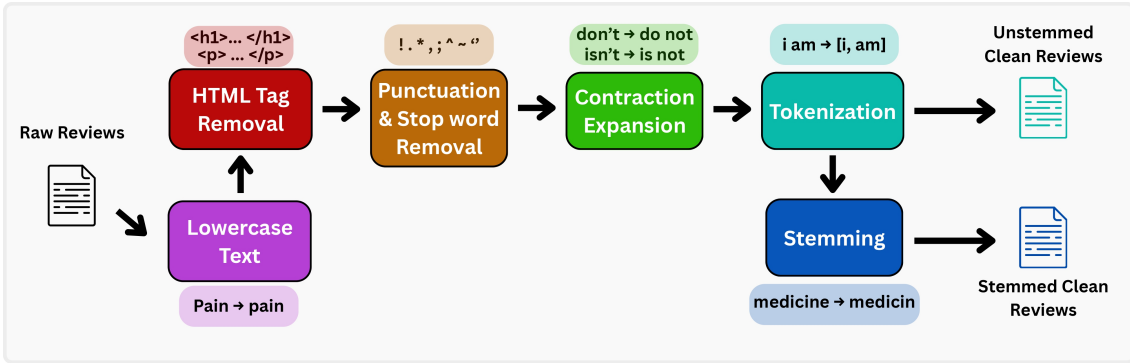 Raw Reviews
Lowercase
Text
Pain → pain
<h1>... </h1>
<p> ... </p>
HTML Tag
Removal
! . * , ; ^ ~ “
Punctuation
& Stop word
Removal
don’t → do not
isn’t → is not
Contraction
Expansion
i am → [i, am]
Tokenization
Unstemmed
Clean Reviews
Stemming
medicine → medicin
Stemmed Clean
Reviews